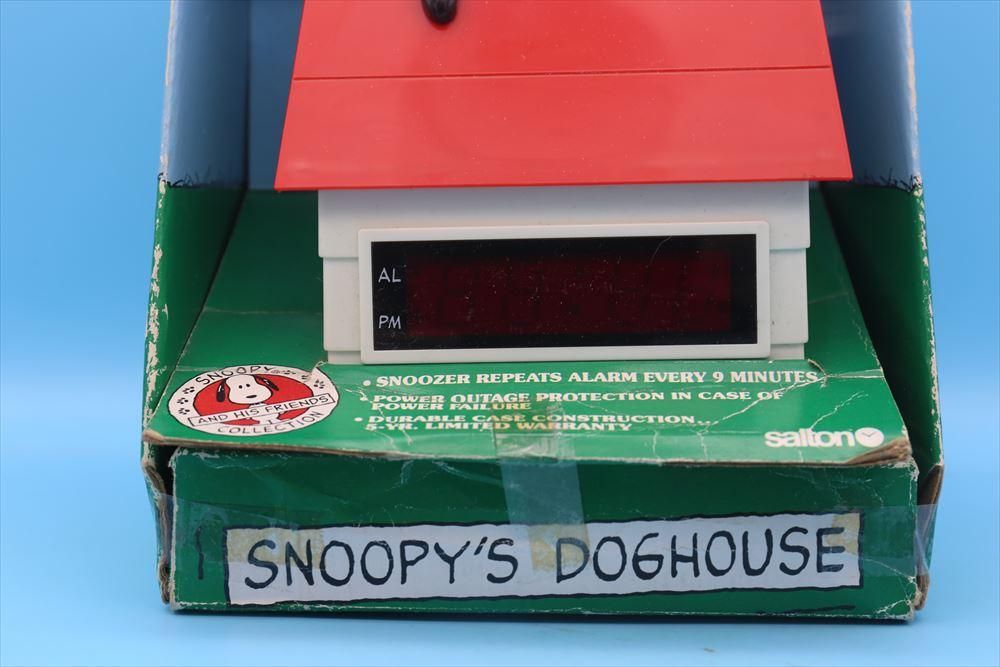 AL
PM
SNOOPY
AND HIS FRIENDS
COLLECTION
• SNOOZER REPEATS ALARM EVERY 9 MINUTES
• POWER OUTAGE PROTECTION IN CASE OF
POWER FAILURE
• DURABLE CASE CONSTRUCTION...
5-YR. LIMITED WARRANTY
salton
SNOOPY'S DOGHOUSE